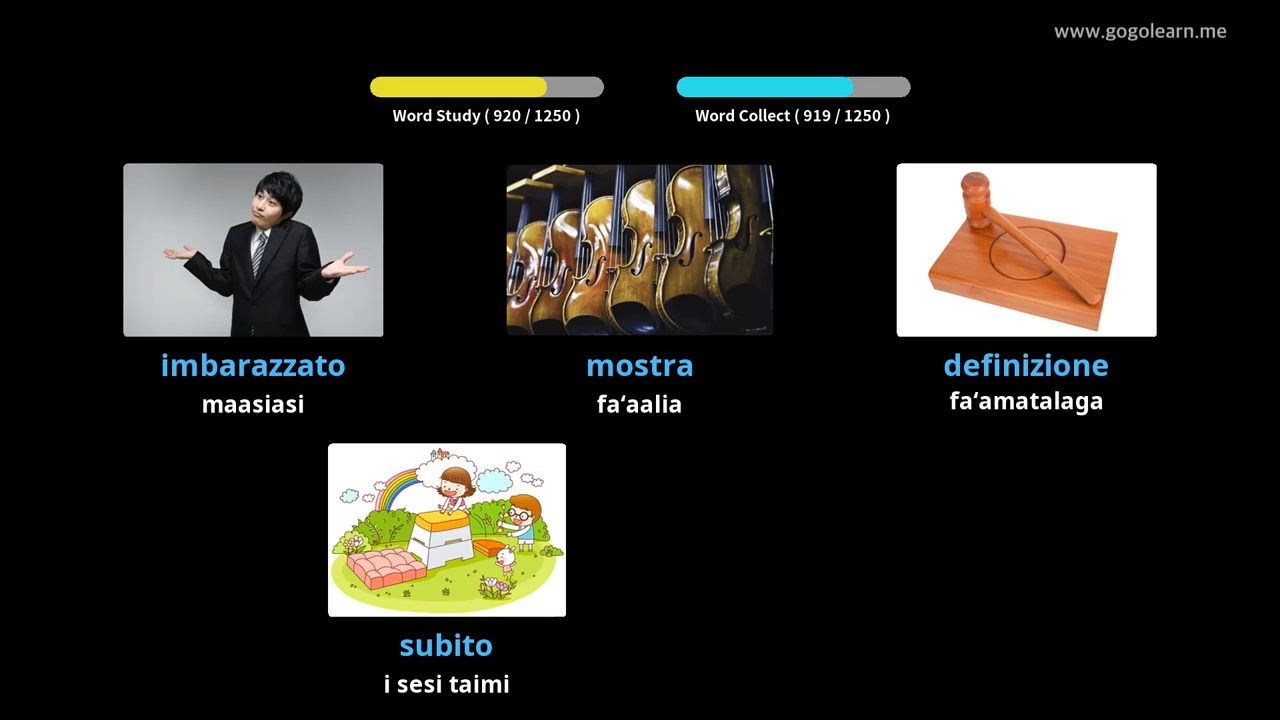 www.gogolearn.me
Word Study ( 920 / 1250 )
Word Collect ( 919 / 1250 )
imbarazzato
maasiasi
mostra
fa‘aalia
definizione
fa‘amatalaga
subito
i sesi taimi